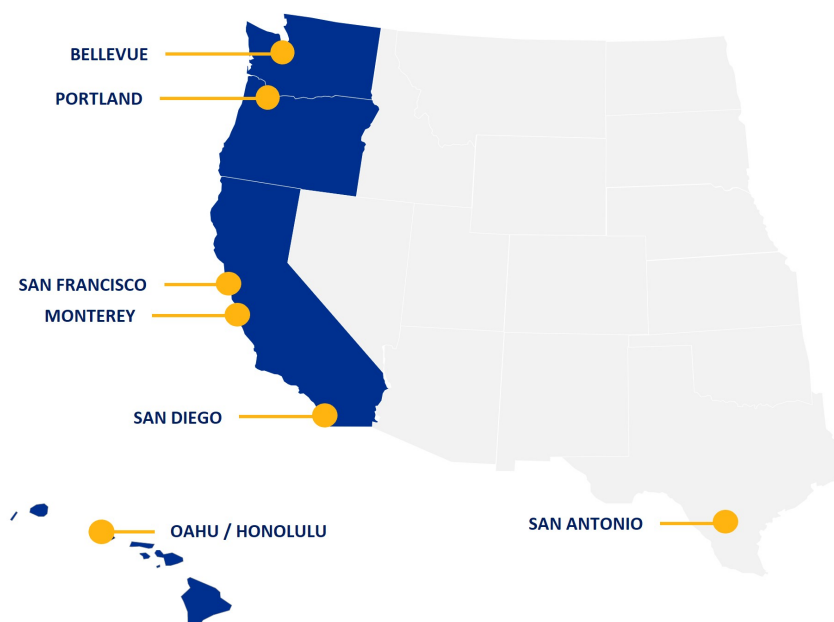 BELLEVUE
PORTLAND
SAN FRANCISCO
MONTEREY
SAN DIEGO
OAHU / HONOLULU
SAN ANTONIO